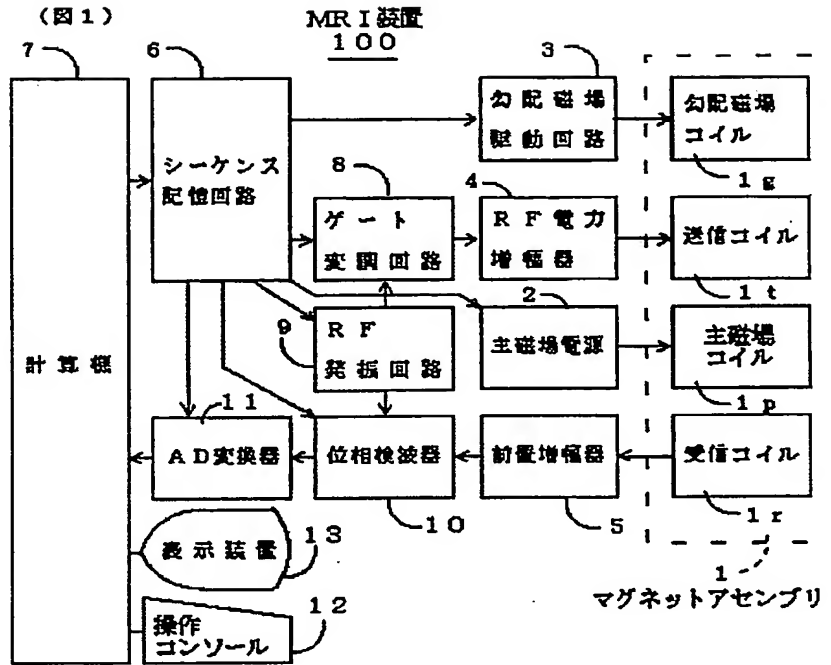 （図１）
ＭＲＩ装置
１００
７
６
３
シーケンス
記憶回路
勾配磁場
駆動回路
勾配磁場
コイル
１ｇ
８
４
ゲート
変調回路
ＲＦ電力
増幅器
送信コイル
１ｔ
９
ＲＦ
発振回路
２
主磁場電源
主磁場
コイル
１ｐ
計算機
１１
ＡＤ変換器
位相検波器
１０
前置増幅器
５
受信コイル
１ｒ
表示装置
１３
１
マグネットアセンブリ
操作
コンソール
１２